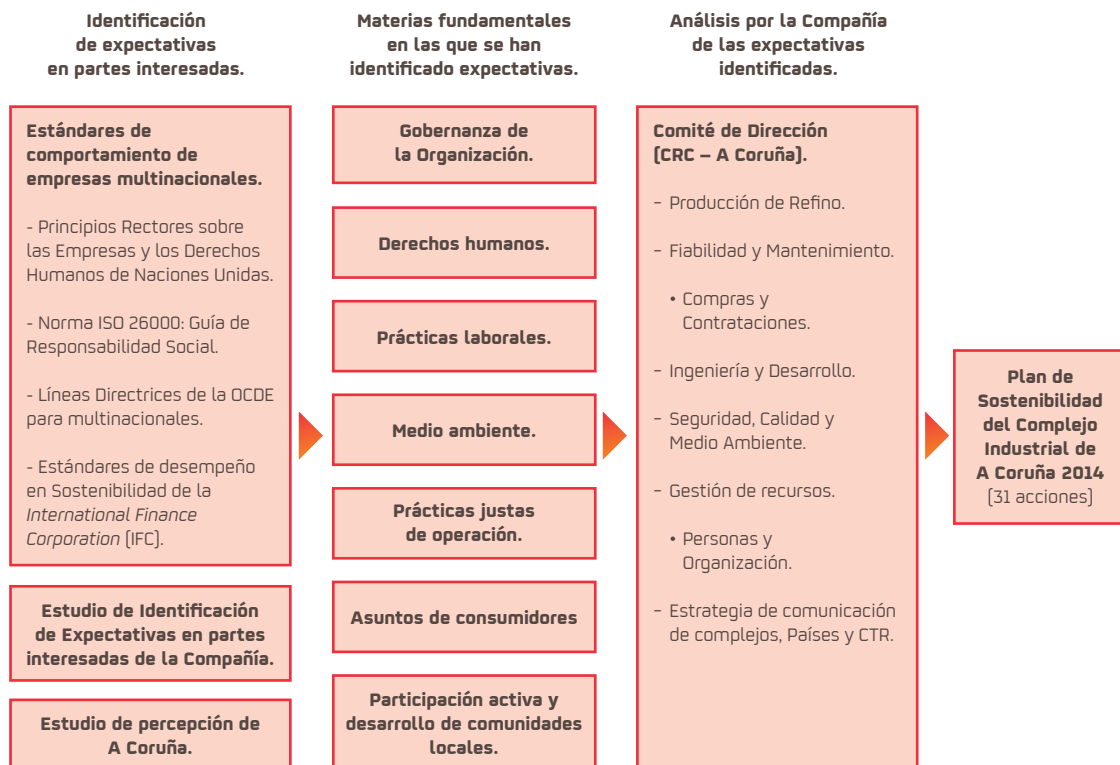 Identificación
de expectativas
en partes interesadas.
Estándares de
comportamiento de
empresas multinacionales.
- Principios Rectores sobre
las Empresas y los Derechos
Humanos de Naciones Unidas.
- Norma ISO 26000: Guía de
Responsabilidad Social.
- Líneas Directrices de la OCDE
para multinacionales.
- Estándares de desempeño
en Sostenibilidad de la
International Finance
Corporation (IFC).
Estudio de Identificación
de Expectativas en partes
interesadas de la Compañía.
Estudio de percepción de
A Coruña.
Materias fundamentales
en las que se han
identificado expectativas.
Gobernanza de
la Organización.
Derechos humanos.
Prácticas laborales.
Medio ambiente.
Prácticas justas
de operación.
Asuntos de consumidores
Participación activa y
desarrollo de comunidades
locales.
Análisis por la Compañía
de las expectativas
identificadas.
Comité de Dirección
(CRC – A Coruña).
- Producción de Refino.
- Fiabilidad y Mantenimiento.
• Compras y
Contrataciones.
- Ingeniería y Desarrollo.
- Seguridad, Calidad y
Medio Ambiente.
- Gestión de recursos.
• Personas y
Organización.
- Estrategia de comunicación
de complejos, Países y CTR.
Plan de
Sostenibilidad
del Complejo
Industrial de
A Coruña 2014
(31 acciones)